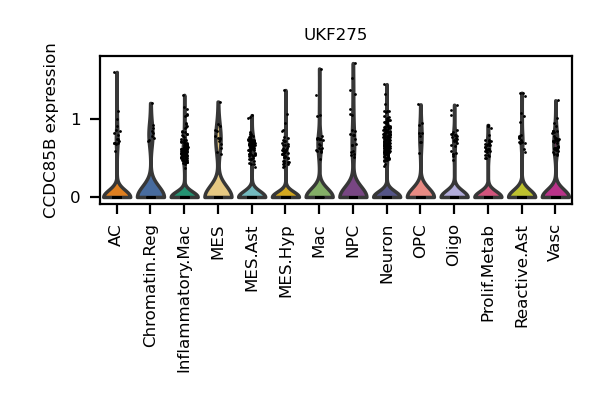 UKF275
CCDC85B expression
1
0
AC
Chromatin.Reg
Inflammatory.Mac
MES
MES.Ast
MES.Hyp
Mac
NPC
Neuron
OPC
Oligo
Prolif.Metab
Reactive.Ast
Vasc